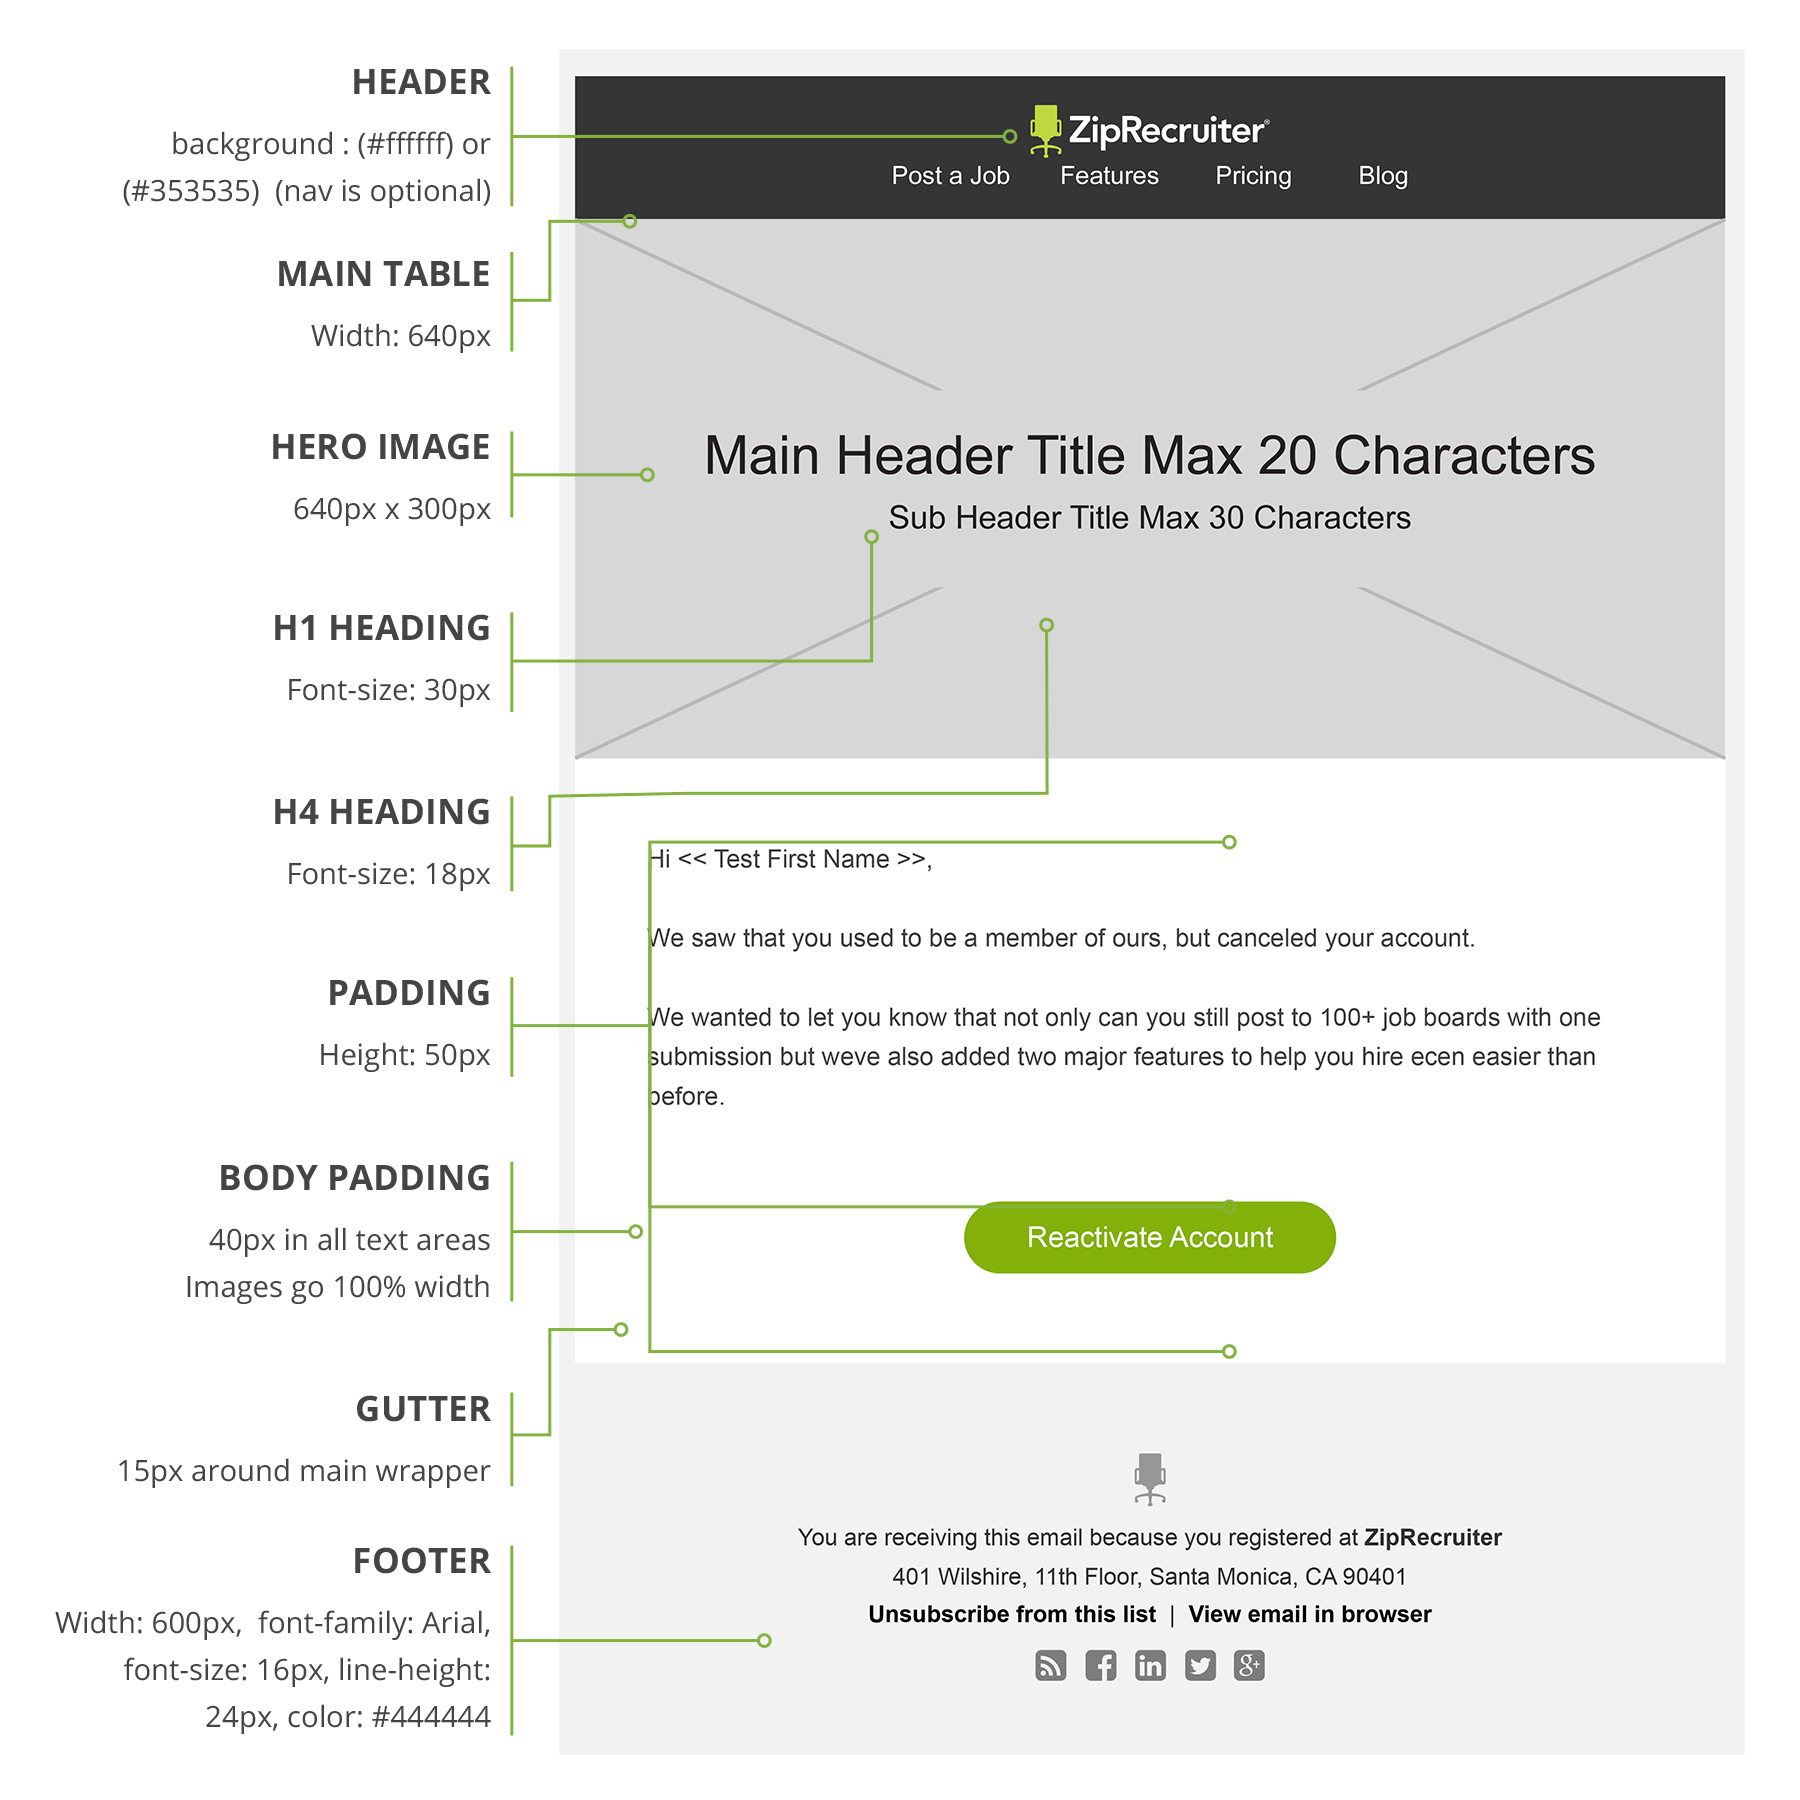 HEADER
background : (#ffffff) or
(#353535)  (nav is optional)
MAIN TABLE
Width: 640px
HERO IMAGE
640px x 300px
H1 HEADING
Font-size: 30px
H4 HEADING
Font-size: 18px
PADDING
Height: 50px
BODY PADDING
40px in all text areas
Images go 100% width
GUTTER
15px around main wrapper
FOOTER
Width: 600px,  font-family: Arial,
font-size: 16px, line-height:
24px, color: #444444
ZipRecruiter®
Post a Job Features Pricing Blog
Main Header Title Max 20 Characters
Sub Header Title Max 30 Characters
Hi << Test First Name >>,
We saw that you used to be a member of ours, but canceled your account.
We wanted to let you know that not only can you still post to 100+ job boards with one
submission but weve also added two major features to help you hire ecen easier than
before.
Reactivate Account
You are receiving this email because you registered at ZipRecruiter
401 Wilshire, 11th Floor, Santa Monica, CA 90401
Unsubscribe from this list | View email in browser
f in g+